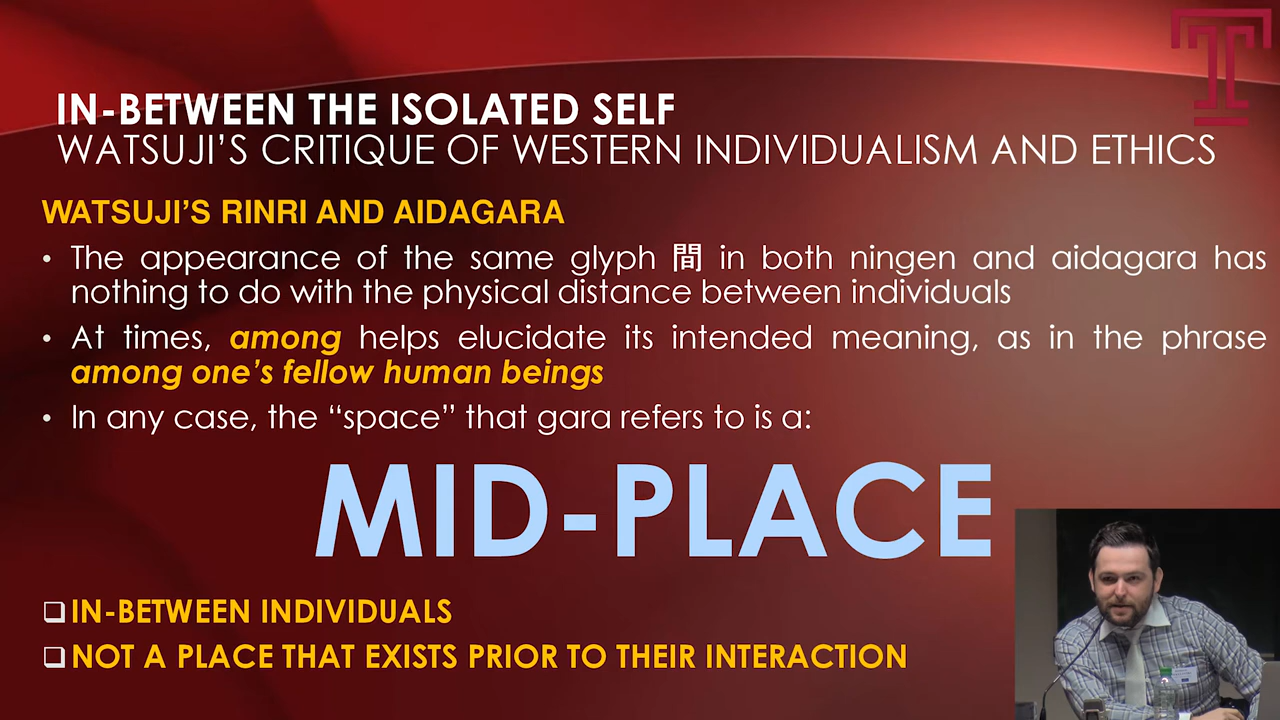 IN-BETWEEN THE ISOLATED SELF
WATSUJI'S CRITIQUE OF WESTERN INDIVIDUALISM AND ETHICS
WATSUJI'S RINRI AND AIDAGARA
• The appearance of the same glyph 間 in both ningen and aidagara has
nothing to do with the physical distance between individuals
• At times, among helps elucidate its intended meaning, as in the phrase
among one's fellow human beings
• In any case, the “space” that gara refers to is a:
MID-PLACE
❑ IN-BETWEEN INDIVIDUALS
❑ NOT A PLACE THAT EXISTS PRIOR TO THEIR INTERACTION